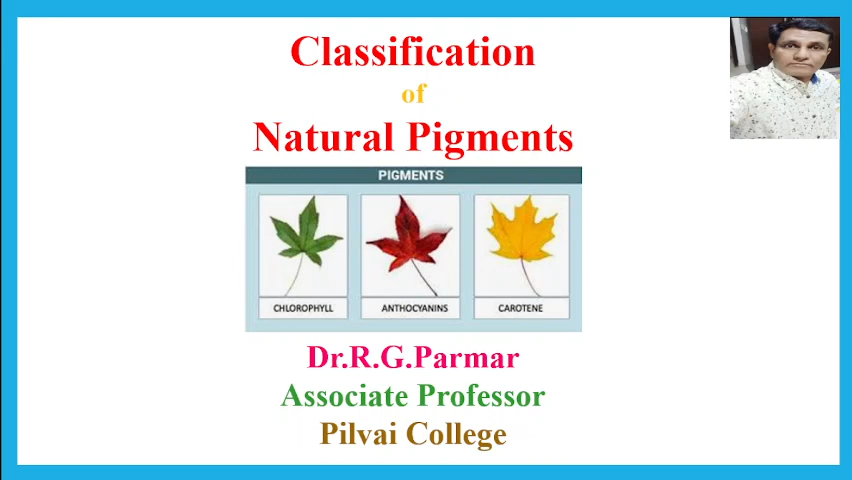 Classification
of
Natural Pigments
PIGMENTS
CHLOROPHYLL ANTHOCYANINS CAROTENE
Dr.R.G.Parmar
Associate Professor
Pilvai College